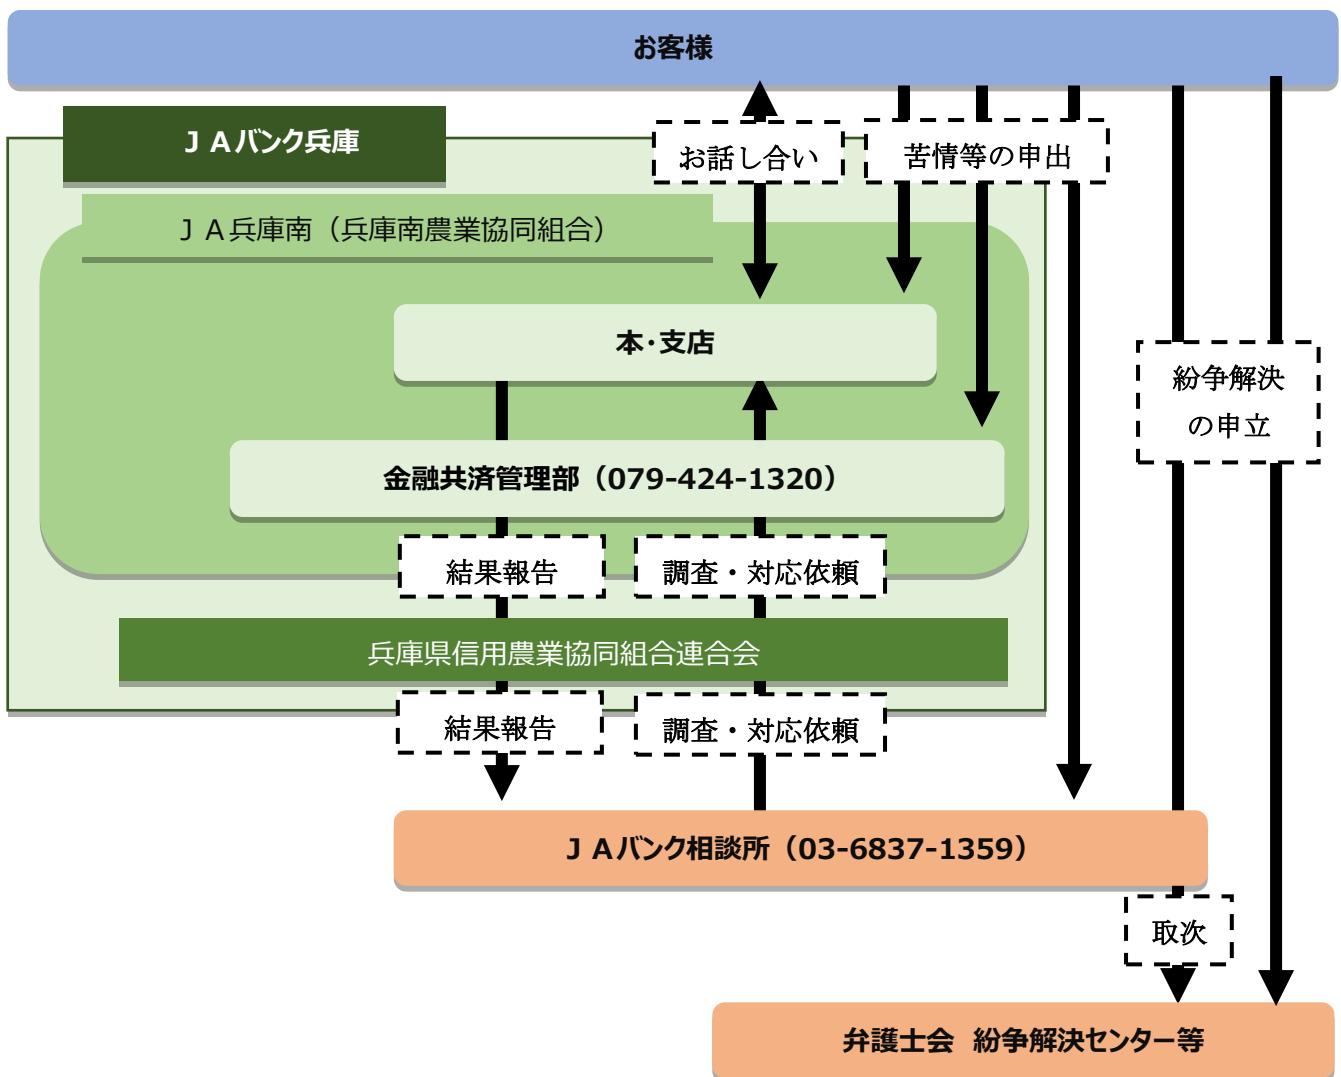 お客様
ＪＡバンク兵庫
お話し合い
苦情等の申出
ＪＡ兵庫南（兵庫南農業協同組合）
本・支店
紛争解決
の申立
金融共済管理部（079-424-1320）
結果報告
調査・対応依頼
兵庫県信用農業協同組合連合会
結果報告
調査・対応依頼
ＪＡバンク相談所（03-6837-1359）
取次
弁護士会 紛争解決センター等